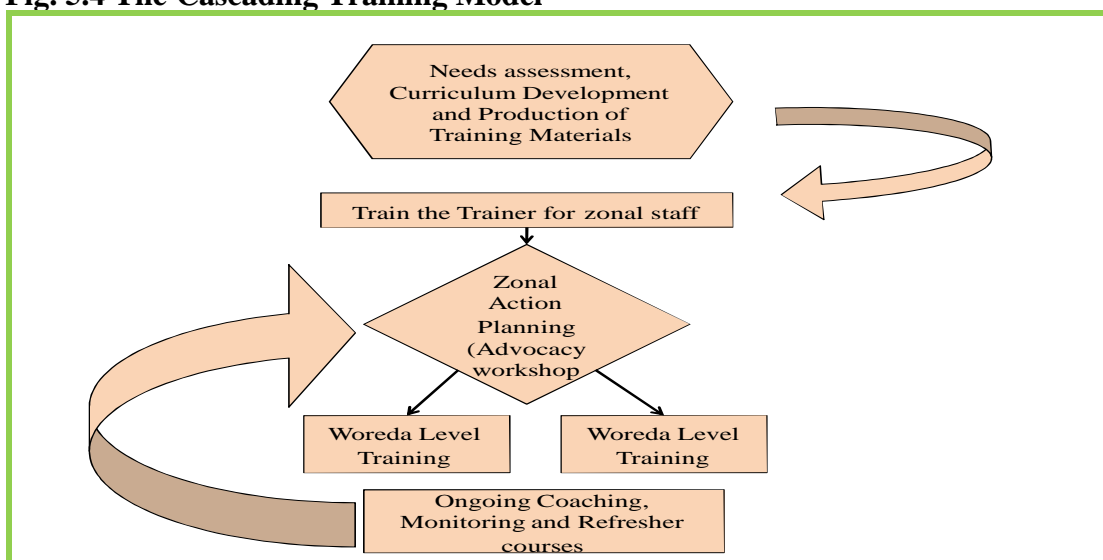 Fig. 3.4 The Cascading Training Model
Needs assessment,
Curriculum Development
and Production of
Training Materials
Train the Trainer for zonal staff
Zonal
Action
Planning
(Advocacy
workshop
Woreda Level
Training
Woreda Level
Training
Ongoing Coaching,
Monitoring and Refresher
courses